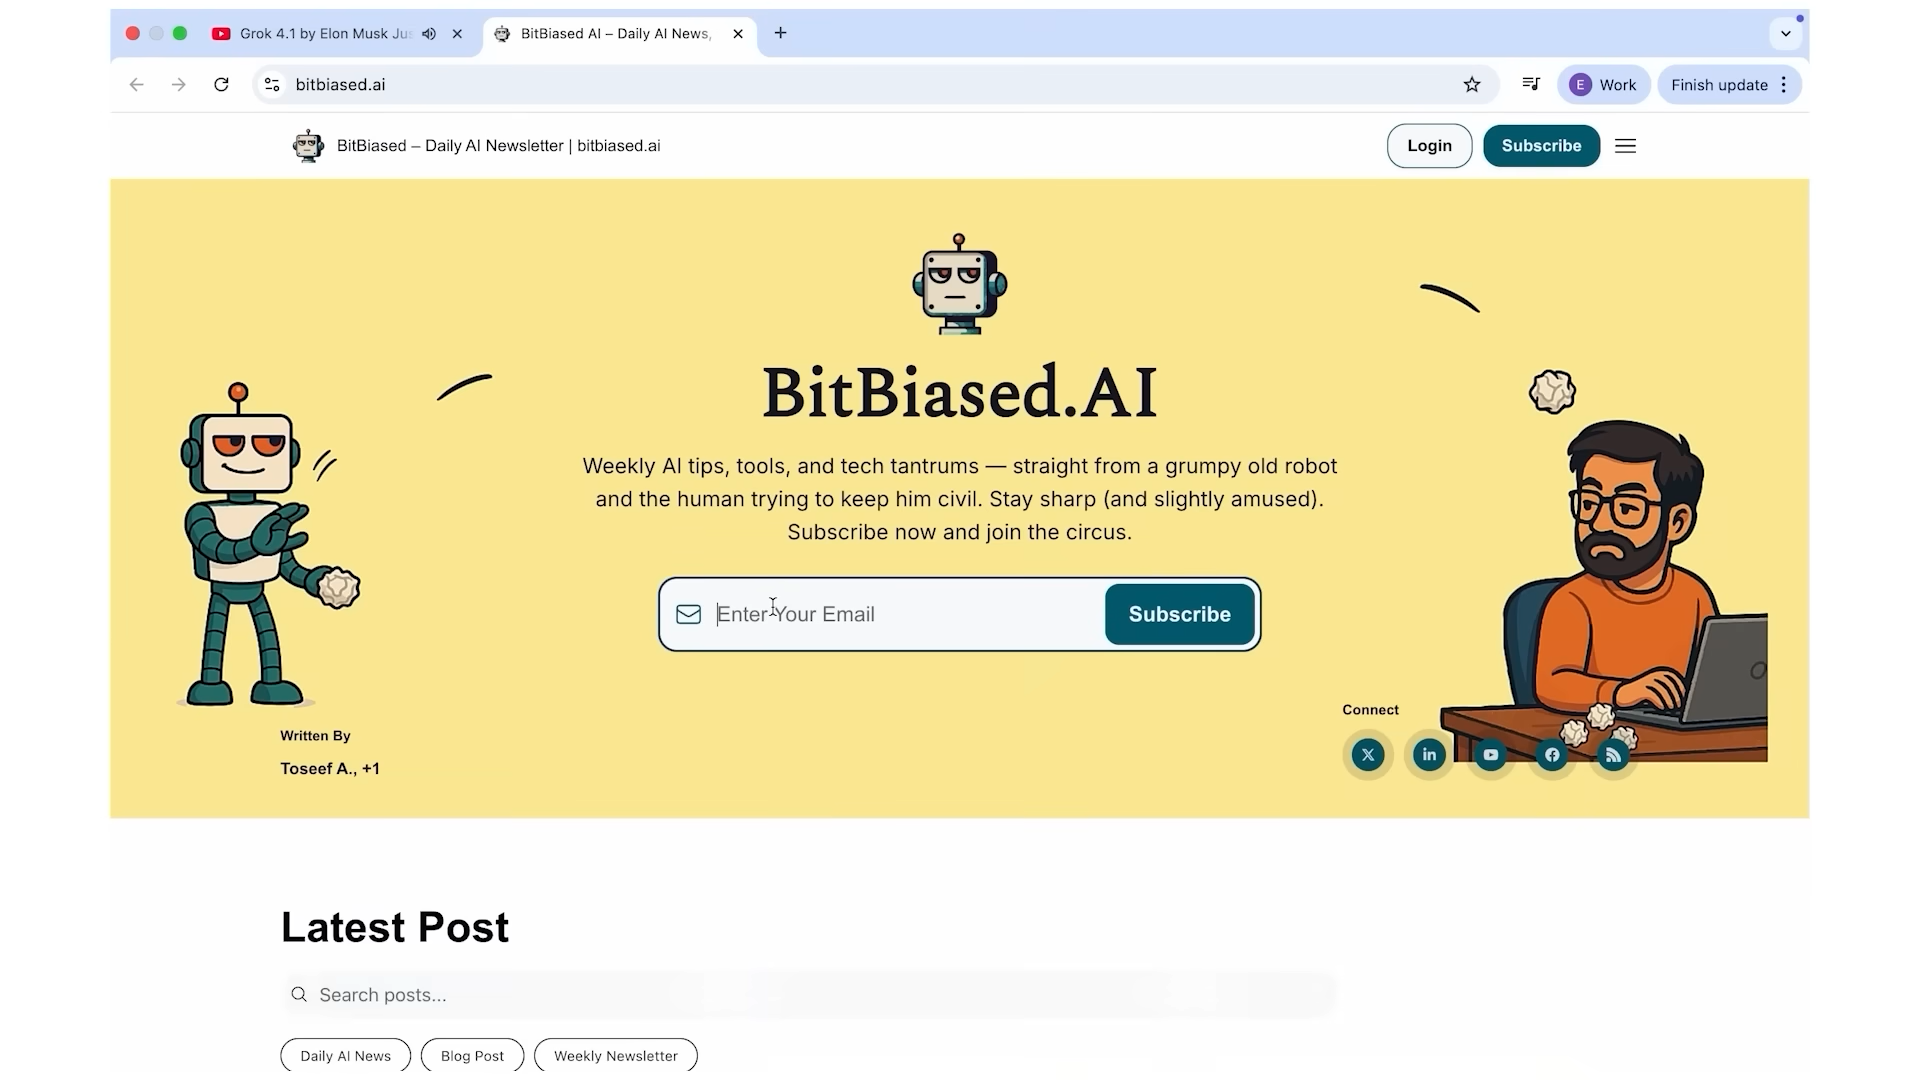 Grok 4.1 by Elon Musk Jus
BitBiased AI – Daily AI News,
bitbiased.ai
E
Work
Finish update
BitBiased – Daily AI Newsletter | bitbiased.ai
Login
Subscribe
BitBiased.AI
Weekly AI tips, tools, and tech tantrums — straight from a grumpy old robot
and the human trying to keep him civil. Stay sharp (and slightly amused).
Subscribe now and join the circus.
Enter Your Email
Subscribe
Written By
Toseef A., +1
Connect
Latest Post
Search posts...
Daily AI News
Blog Post
Weekly Newsletter